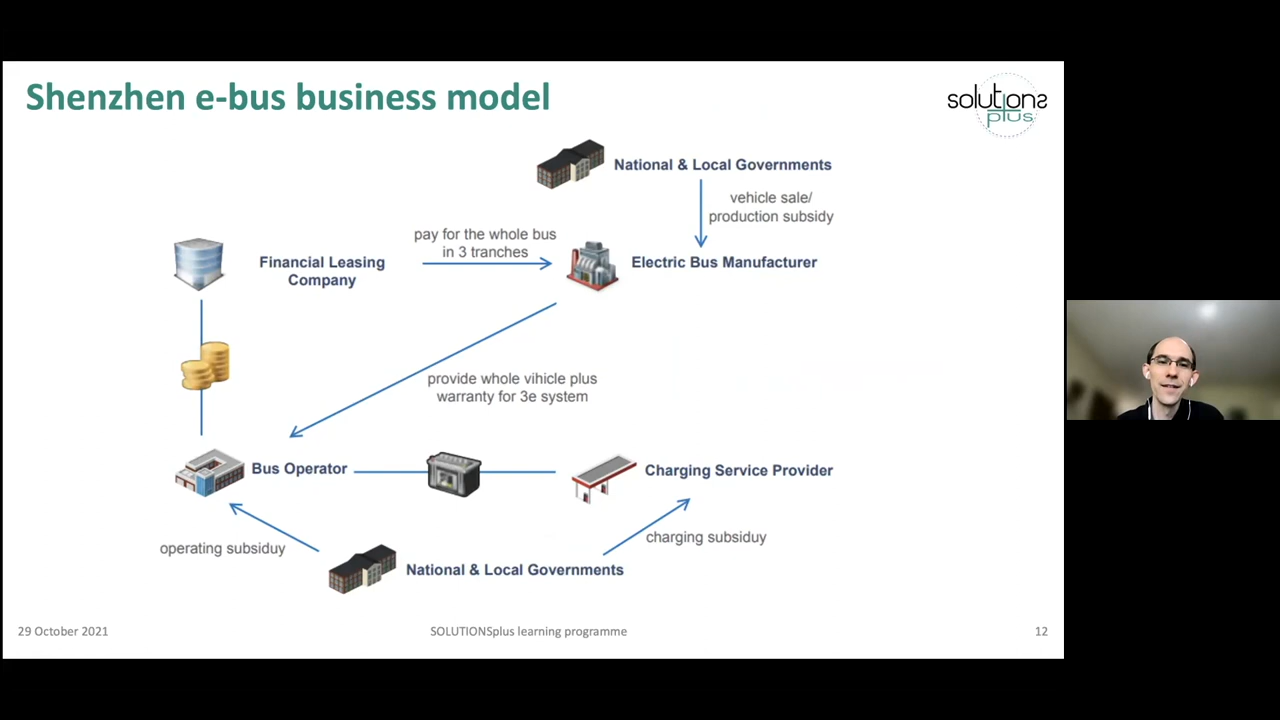 Shenzhen e-bus business model
solutions
plus
National & Local Governments
vehicle sale/
production subsidy
pay for the whole bus
in 3 tranches
Financial Leasing
Company
Electric Bus Manufacturer
provide whole vihicle plus
warranty for 3e system
Bus Operator
Charging Service Provider
operating subsiduy
charging subsiduy
National & Local Governments
29 October 2021
SOLUTIONSplus learning programme
12